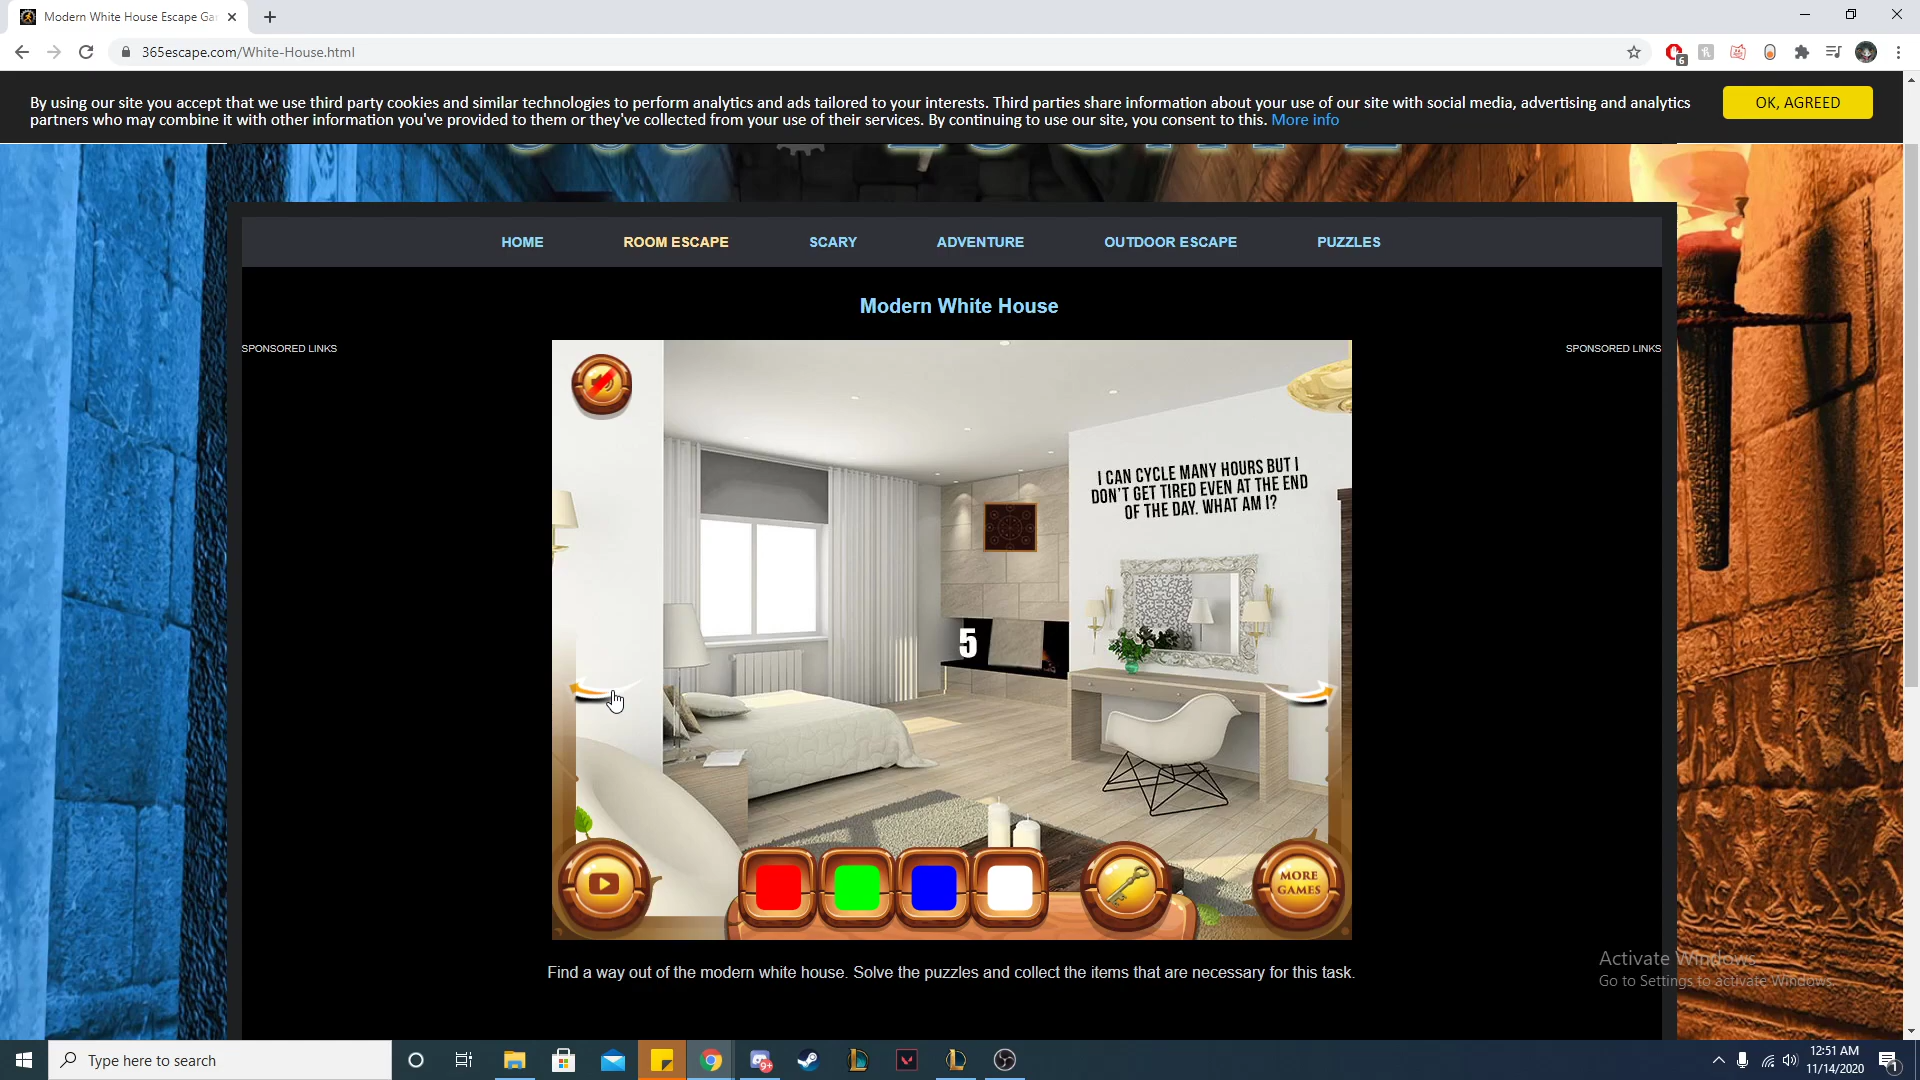 Modern White House Escape Ga
365escape.com/White-House.html
6
By using our site you accept that we use third party cookies and similar technologies to perform analytics and ads tailored to your interests. Third parties share information about your use of our site with social media, advertising and analytics
partners who may combine it with other information you've provided to them or they've collected from your use of their services. By continuing to use our site, you consent to this. More info
OK, AGREED
HOME ROOM ESCAPE SCARY ADVENTURE OUTDOOR ESCAPE PUZZLES
Modern White House
SPONSORED LINKS
SPONSORED LINKS
I CAN CYCLE MANY HOURS BUT I
DON'T GET TIRED EVEN AT THE END
OF THE DAY. WHAT AM I?
5
MORE
GAMES
Find a way out of the modern white house. Solve the puzzles and collect the items that are necessary for this task.
Activate Windows
Go to Settings to activate Windows.
Type here to search
9+
12:51 AM
11/14/2020
1